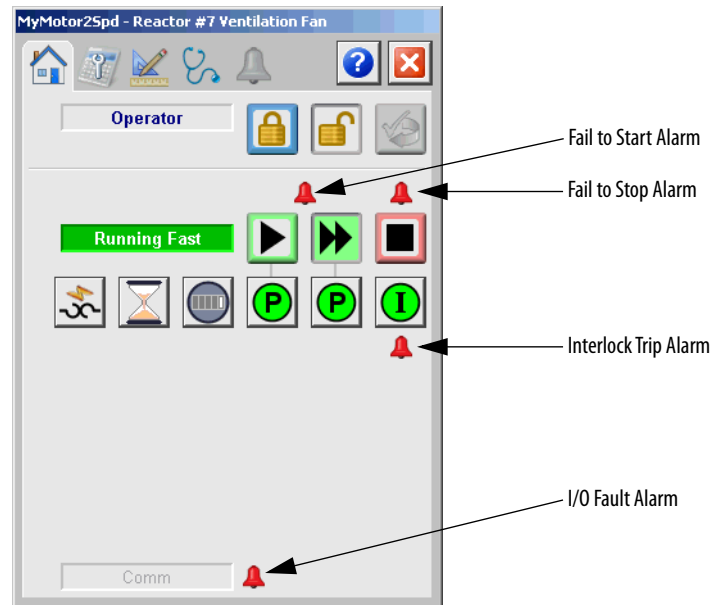 MyMotor2Spd - Reactor #7 Ventilation Fan
?
Operator
Fail to Start Alarm
Fail to Stop Alarm
Running Fast
P P I
Interlock Trip Alarm
I/O Fault Alarm
Comm